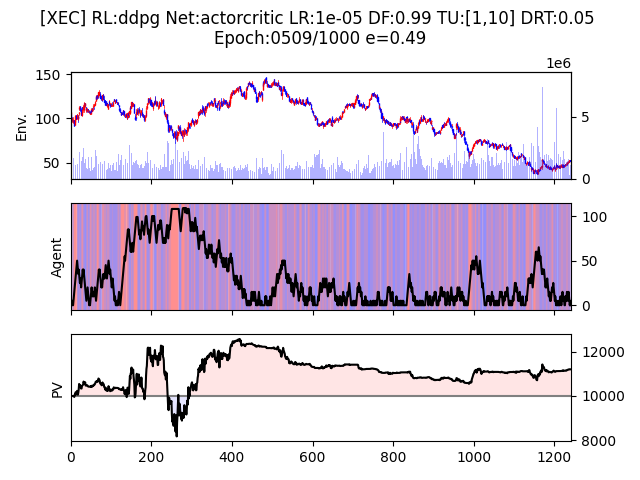 [XEC] RL:ddpg Net:actorcritic LR:1e-05 DF:0.99 TU:[1,10] DRT:0.05
Epoch:0509/1000 e=0.49
1e6
150
100
50
Env.
5
0
Agent
100
50
0
PV
12000
10000
8000
0 200 400 600 800 1000 1200